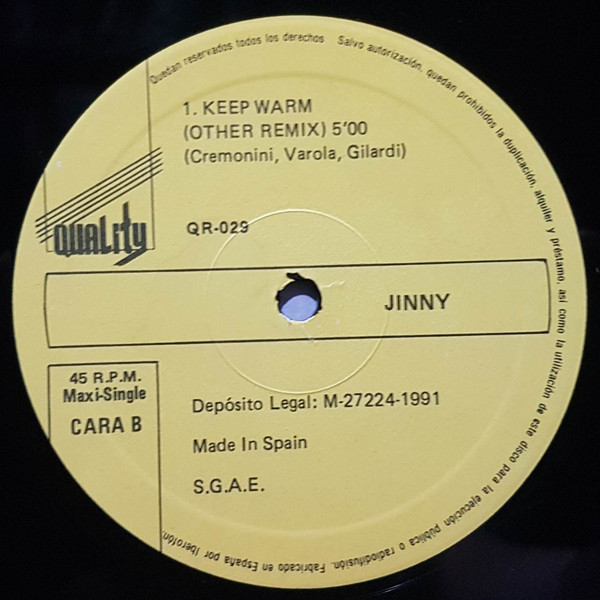 Quedan reservados todos los derechos Salvo autorización, quedan prohibidos la duplicación, alquiler y préstamo, así como la utilización de este disco para la ejecución pública o radiodifusión. Fabricado en España por Iberofón.
1. KEEP WARM
(OTHER REMIX) 5'00
(Cremonini, Varola, Gilardi)
QUALity
QR-029
JINNY
45 R.P.M.
Maxi-Single
CARA B
Depósito Legal: M-27224-1991
Made In Spain
S.G.A.E.